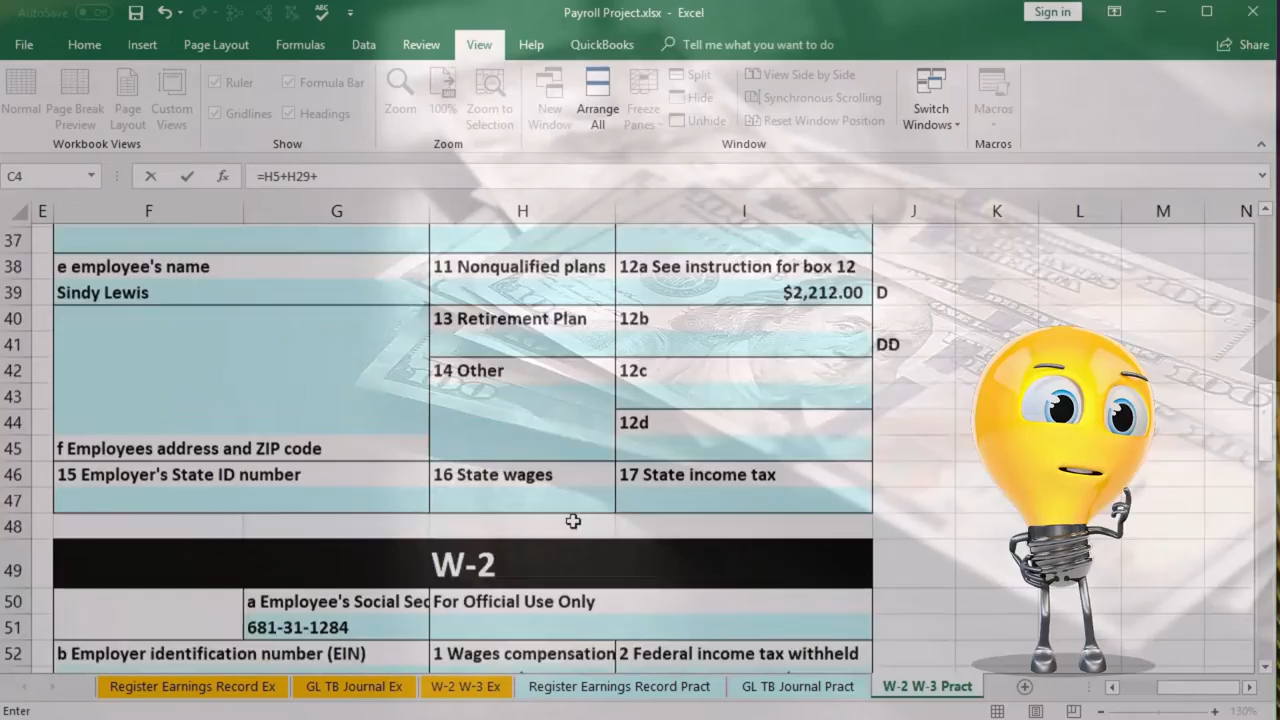 AutoSave Off
ABC
Payroll Project.xlsx - Excel
Sign in
File Home Insert Page Layout Formulas Data Review View Help QuickBooks Tell me what you want to do Share
Normal Page Break Preview Page Layout Custom Views
Workbook Views
Ruler Formula Bar
Gridlines Headings
Show
Zoom 100% Zoom to Selection
Zoom
New Window Arrange All Freeze Panes
Split
Hide
Unhide
View Side by Side
Synchronous Scrolling
Reset Window Position
Switch Windows
Window
Macros
Macros
C4 fx =H5+H29+
E F G H I J K L M N
37
38 e employee's name 11 Nonqualified plans 12a See instruction for box 12
39 Sindy Lewis $2,212.00 D
40 13 Retirement Plan 12b
41 DD
42 14 Other 12c
43
44 12d
45 f Employees address and ZIP code
46 15 Employer's State ID number 16 State wages 17 State income tax
47
48
49 W-2
50 a Employee's Social Sec For Official Use Only
51 681-31-1284
52 b Employer identification number (EIN) 1 Wages compensation 2 Federal income tax withheld
Register Earnings Record Ex GL TB Journal Ex W-2 W-3 Ex Register Earnings Record Pract GL TB Journal Pract W-2 W-3 Pract
Enter 130%